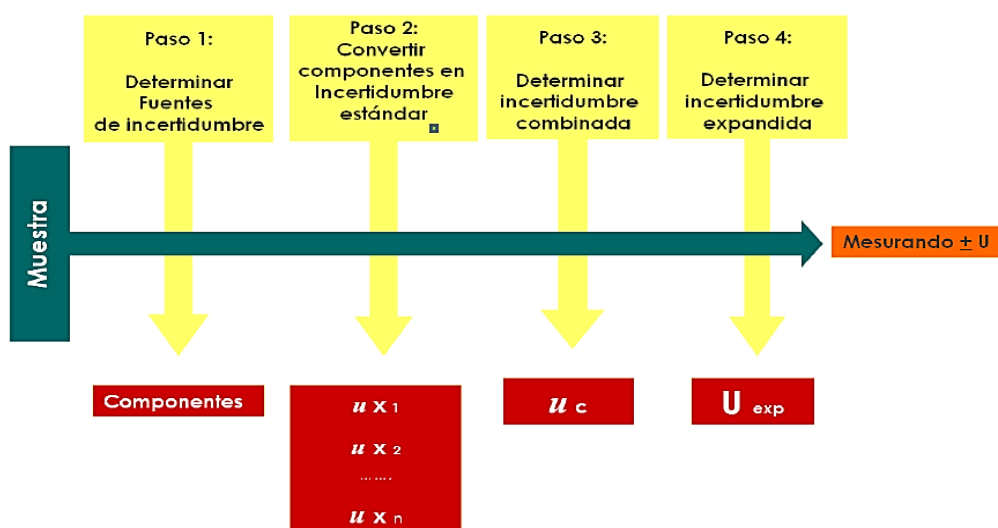 Paso 1:
Determinar
Fuentes
de incertidumbre
Paso 2:
Convertir
componentes en
Incertidumbre
estándar
Paso 3:
Determinar
incertidumbre
combinada
Paso 4:
Determinar
incertidumbre
expandida
Muestra
Mesurando ± U
Componentes
u x 1
u x 2
.......
u x n
u c
U exp